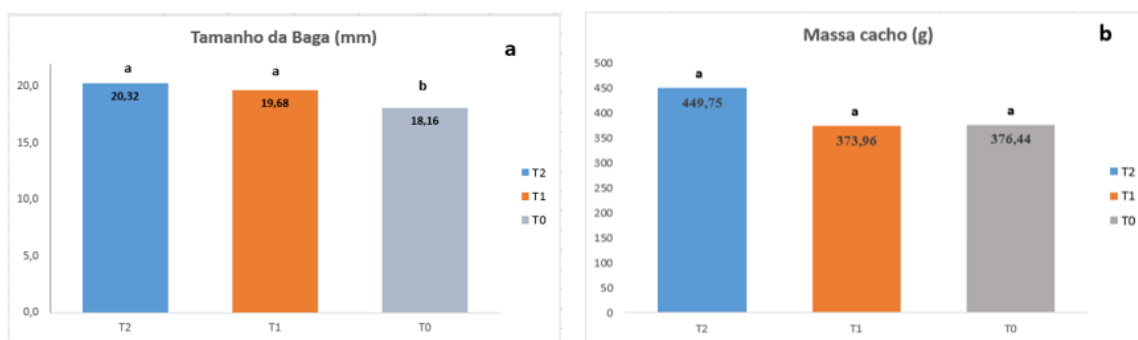 Tamanho da Baga (mm)
a
20,0
15,0
10,0
5,0
0,0
a
a
b
20,32
19,68
18,16
T2
T1
T0
T2
T1
T0
Massa cacho (g)
b
500
450
400
350
300
250
200
150
100
50
0
a
a
a
449,75
373,96
376,44
T2
T1
T0
T2
T1
T0